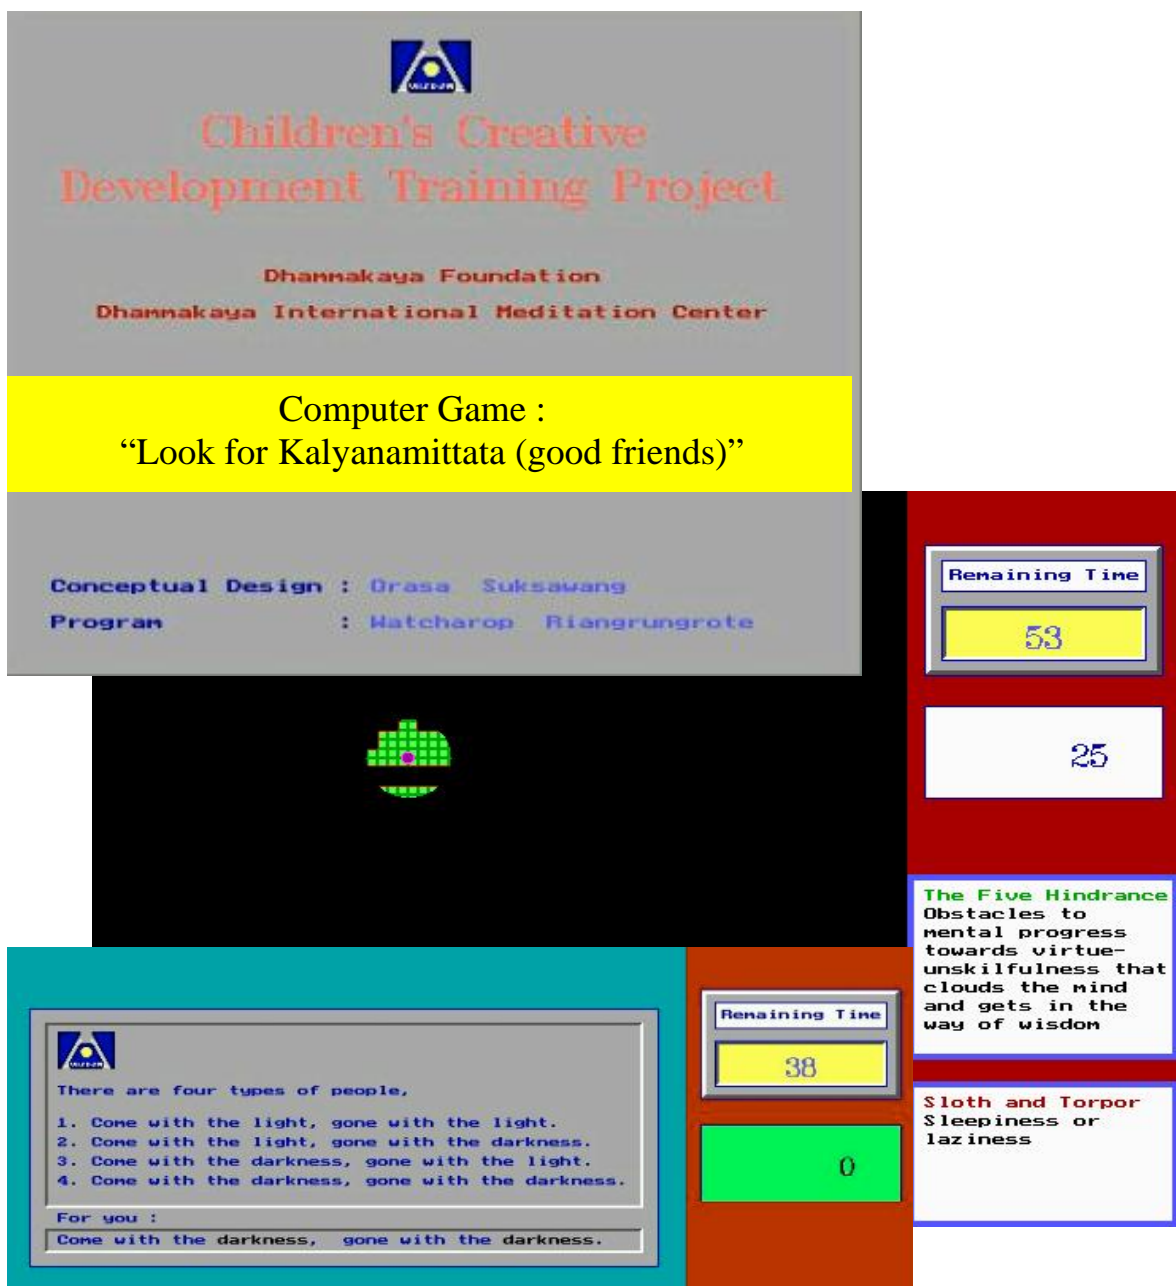 WISDOM
Children's Creative
Development Training Project
Dhammakaya Foundation
Dhammakaya International Meditation Center
Computer Game :
“Look for Kalyanamittata (good friends)”
Conceptual Design : Orasa Suksawang
Program : Watcharop Riangrungrote
Remaining Time
53
25
The Five Hindrance
Obstacles to
mental progress
towards virtue-
unskilfulness that
clouds the mind
and gets in the
way of wisdom
Sloth and Torpor
Sleepiness or
laziness
WISDOM
There are four types of people,
1. Come with the light, gone with the light.
2. Come with the light, gone with the darkness.
3. Come with the darkness, gone with the light.
4. Come with the darkness, gone with the darkness.
For you :
Come with the darkness, gone with the darkness.
Remaining Time
38
0